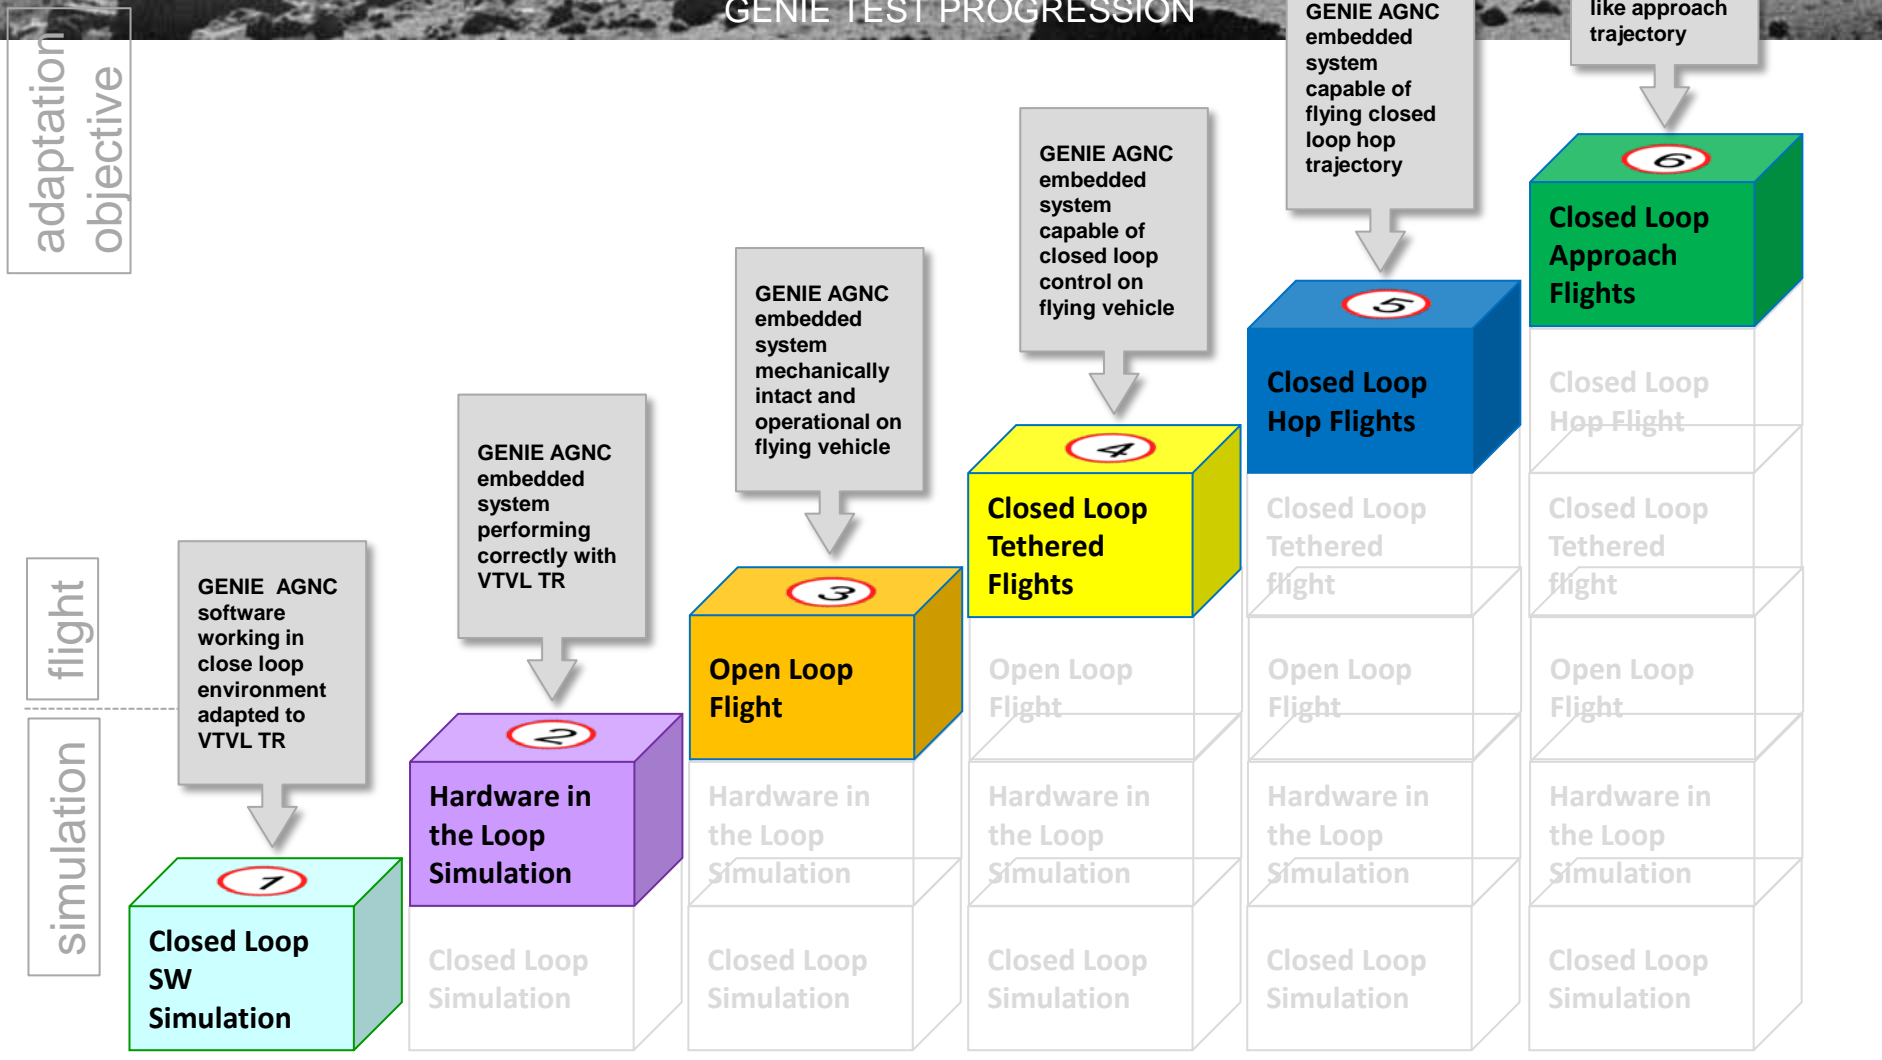 GENIE TEST PROGRESSION
adaptation
objective
flight
simulation
GENIE  AGNC
software
working in
close loop
environment
adapted to
VTVL TR
1
Closed Loop
SW
Simulation
GENIE AGNC
embedded
system
performing
correctly with
VTVL TR
2
Hardware in
the Loop
Simulation
Closed Loop
Simulation
GENIE AGNC
embedded
system
mechanically
intact and
operational on
flying vehicle
3
Open Loop
Flight
Hardware in
the Loop
Simulation
Closed Loop
Simulation
GENIE AGNC
embedded
system
capable of
closed loop
control on
flying vehicle
4
Closed Loop
Tethered
Flights
Open Loop
Flight
Hardware in
the Loop
Simulation
Closed Loop
Simulation
GENIE AGNC
embedded
system
capable of
flying closed
loop hop
trajectory
5
Closed Loop
Hop Flights
Closed Loop
Tethered
flight
Open Loop
Flight
Hardware in
the Loop
Simulation
Closed Loop
Simulation
like approach
trajectory
6
Closed Loop
Approach
Flights
Closed Loop
Hop Flight
Closed Loop
Tethered
flight
Open Loop
Flight
Hardware in
the Loop
Simulation
Closed Loop
Simulation